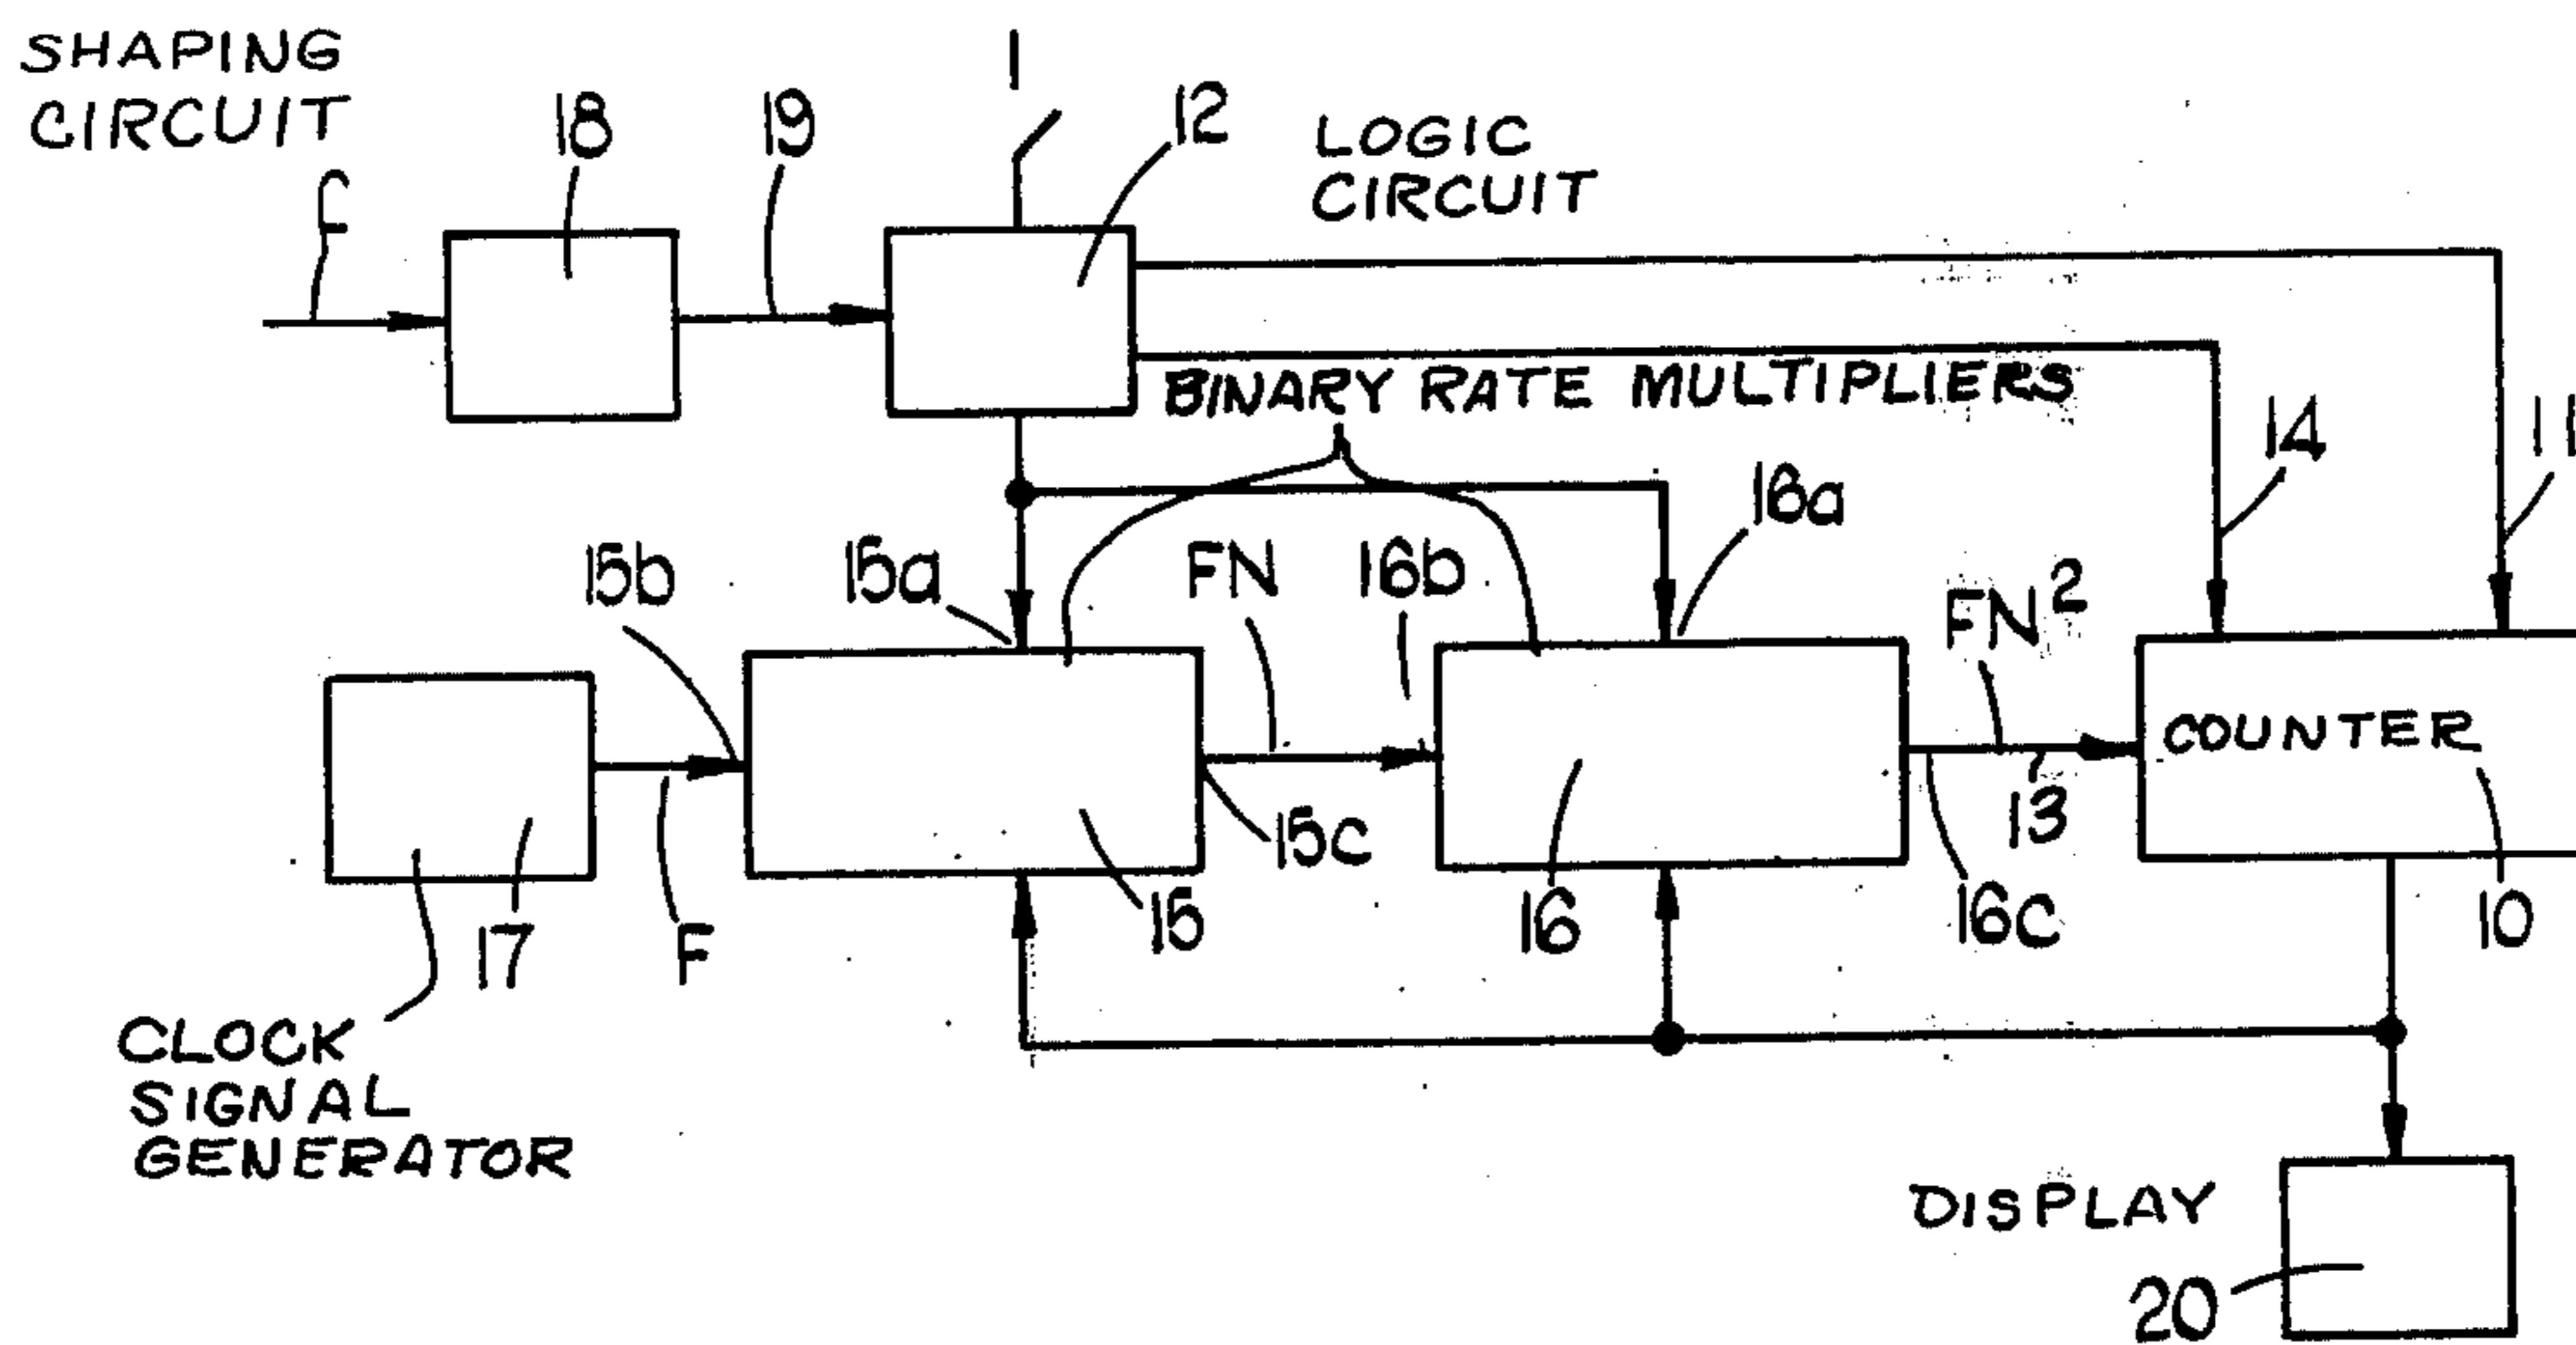 SHAPING
CIRCUIT
f
18
19
1
12
LOGIC
CIRCUIT
BINARY RATE MULTIPLIERS
14
11
15b
15a
FN
16b
16a
FN²
COUNTER
13
15c
15
16
16c
10
17
F
CLOCK
SIGNAL
GENERATOR
DISPLAY
20